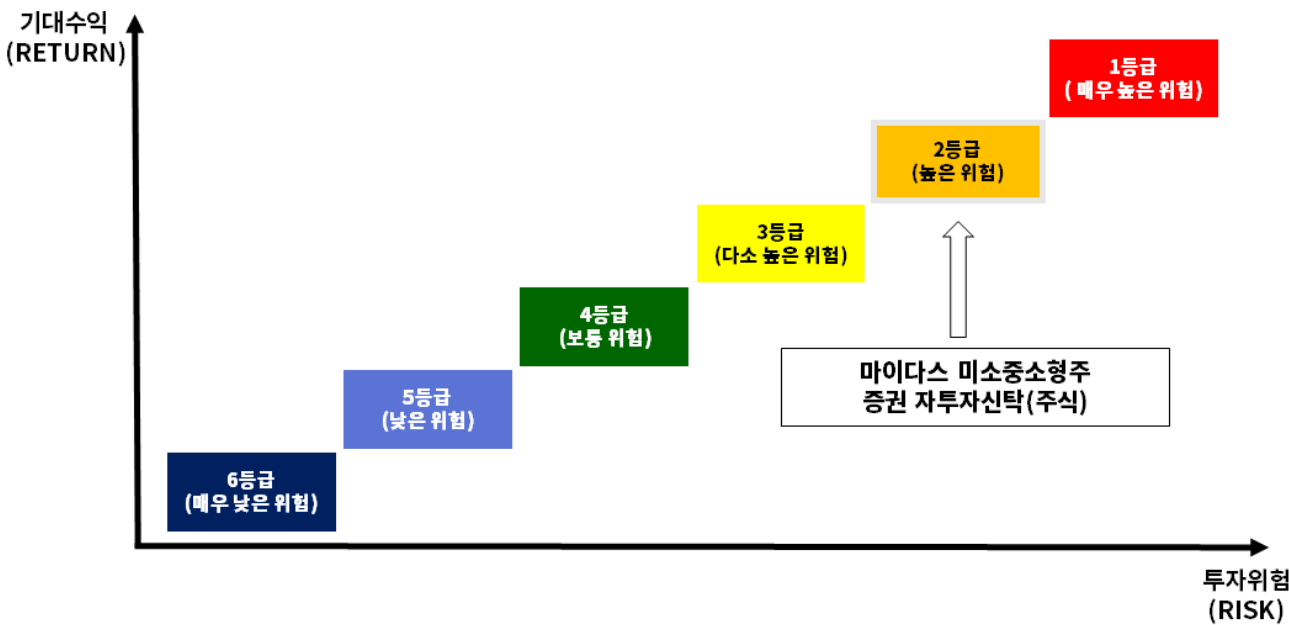 기대수익
(RETURN)
1등급
( 매우 높은 위험)
2등급
(높은 위험)
3등급
(다소 높은 위험)
4등급
(보통 위험)
마이다스 미소중소형주
증권 자투자신탁(주식)
5등급
(낮은 위험)
6등급
(매우 낮은 위험)
투자위험
(RISK)